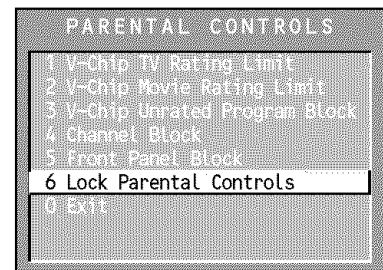 PARENTAL CONTROLS
1 V-Chip TV Rating Limit
2 V-Chip Movie Rating Limit
3 V-Chip Unrated Program Block
4 Channel Block
5 Front Panel Block
6 Lock Parental Controls
0 Exit